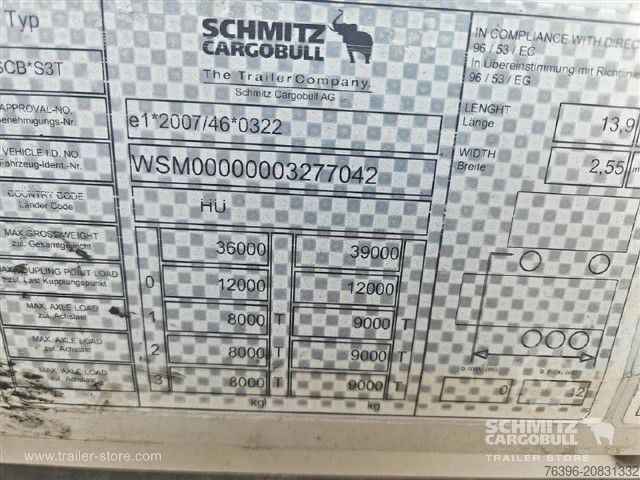 Typ
SCB*S3T
APPROVAL-NO.
Genehmigungs-Nr.
VEHICLE I.D. NO.
Fahrzeug-Ident.-Nr.
COUNTRY CODE
Länder Code
MAX. GROSS WEIGHT
zul. Gesamtgewicht
MAX. COUPLING POINT LOAD
zul. Last Kupplungspunkt
MAX. AXLE LOAD
zul. Achslast
MAX. AXLE LOAD
zul. Achslast
MAX. AXLE LOAD
zul. Achslast
SCHMITZ
CARGOBULL
The Trailer Company.
Schmitz Cargobull AG
e1*2007/46*0322
WSM00000003277042
HU
36000 39000
0 12000 12000
1 8000 T 9000 T
2 8000 T 9000 T
3 8000 T 9000 T
kg kg
IN COMPLIANCE WITH DIREC
96 / 53 / EC
In Übereinstimmung mit Richtlini
96 / 53 / EG
LENGHT
Länge
13,9
WIDTH
Breite
2,55 m
0 12
www.trailer-store.com
SCHMITZ
CARGOBULL
TRAILER STORE
76396-20831332